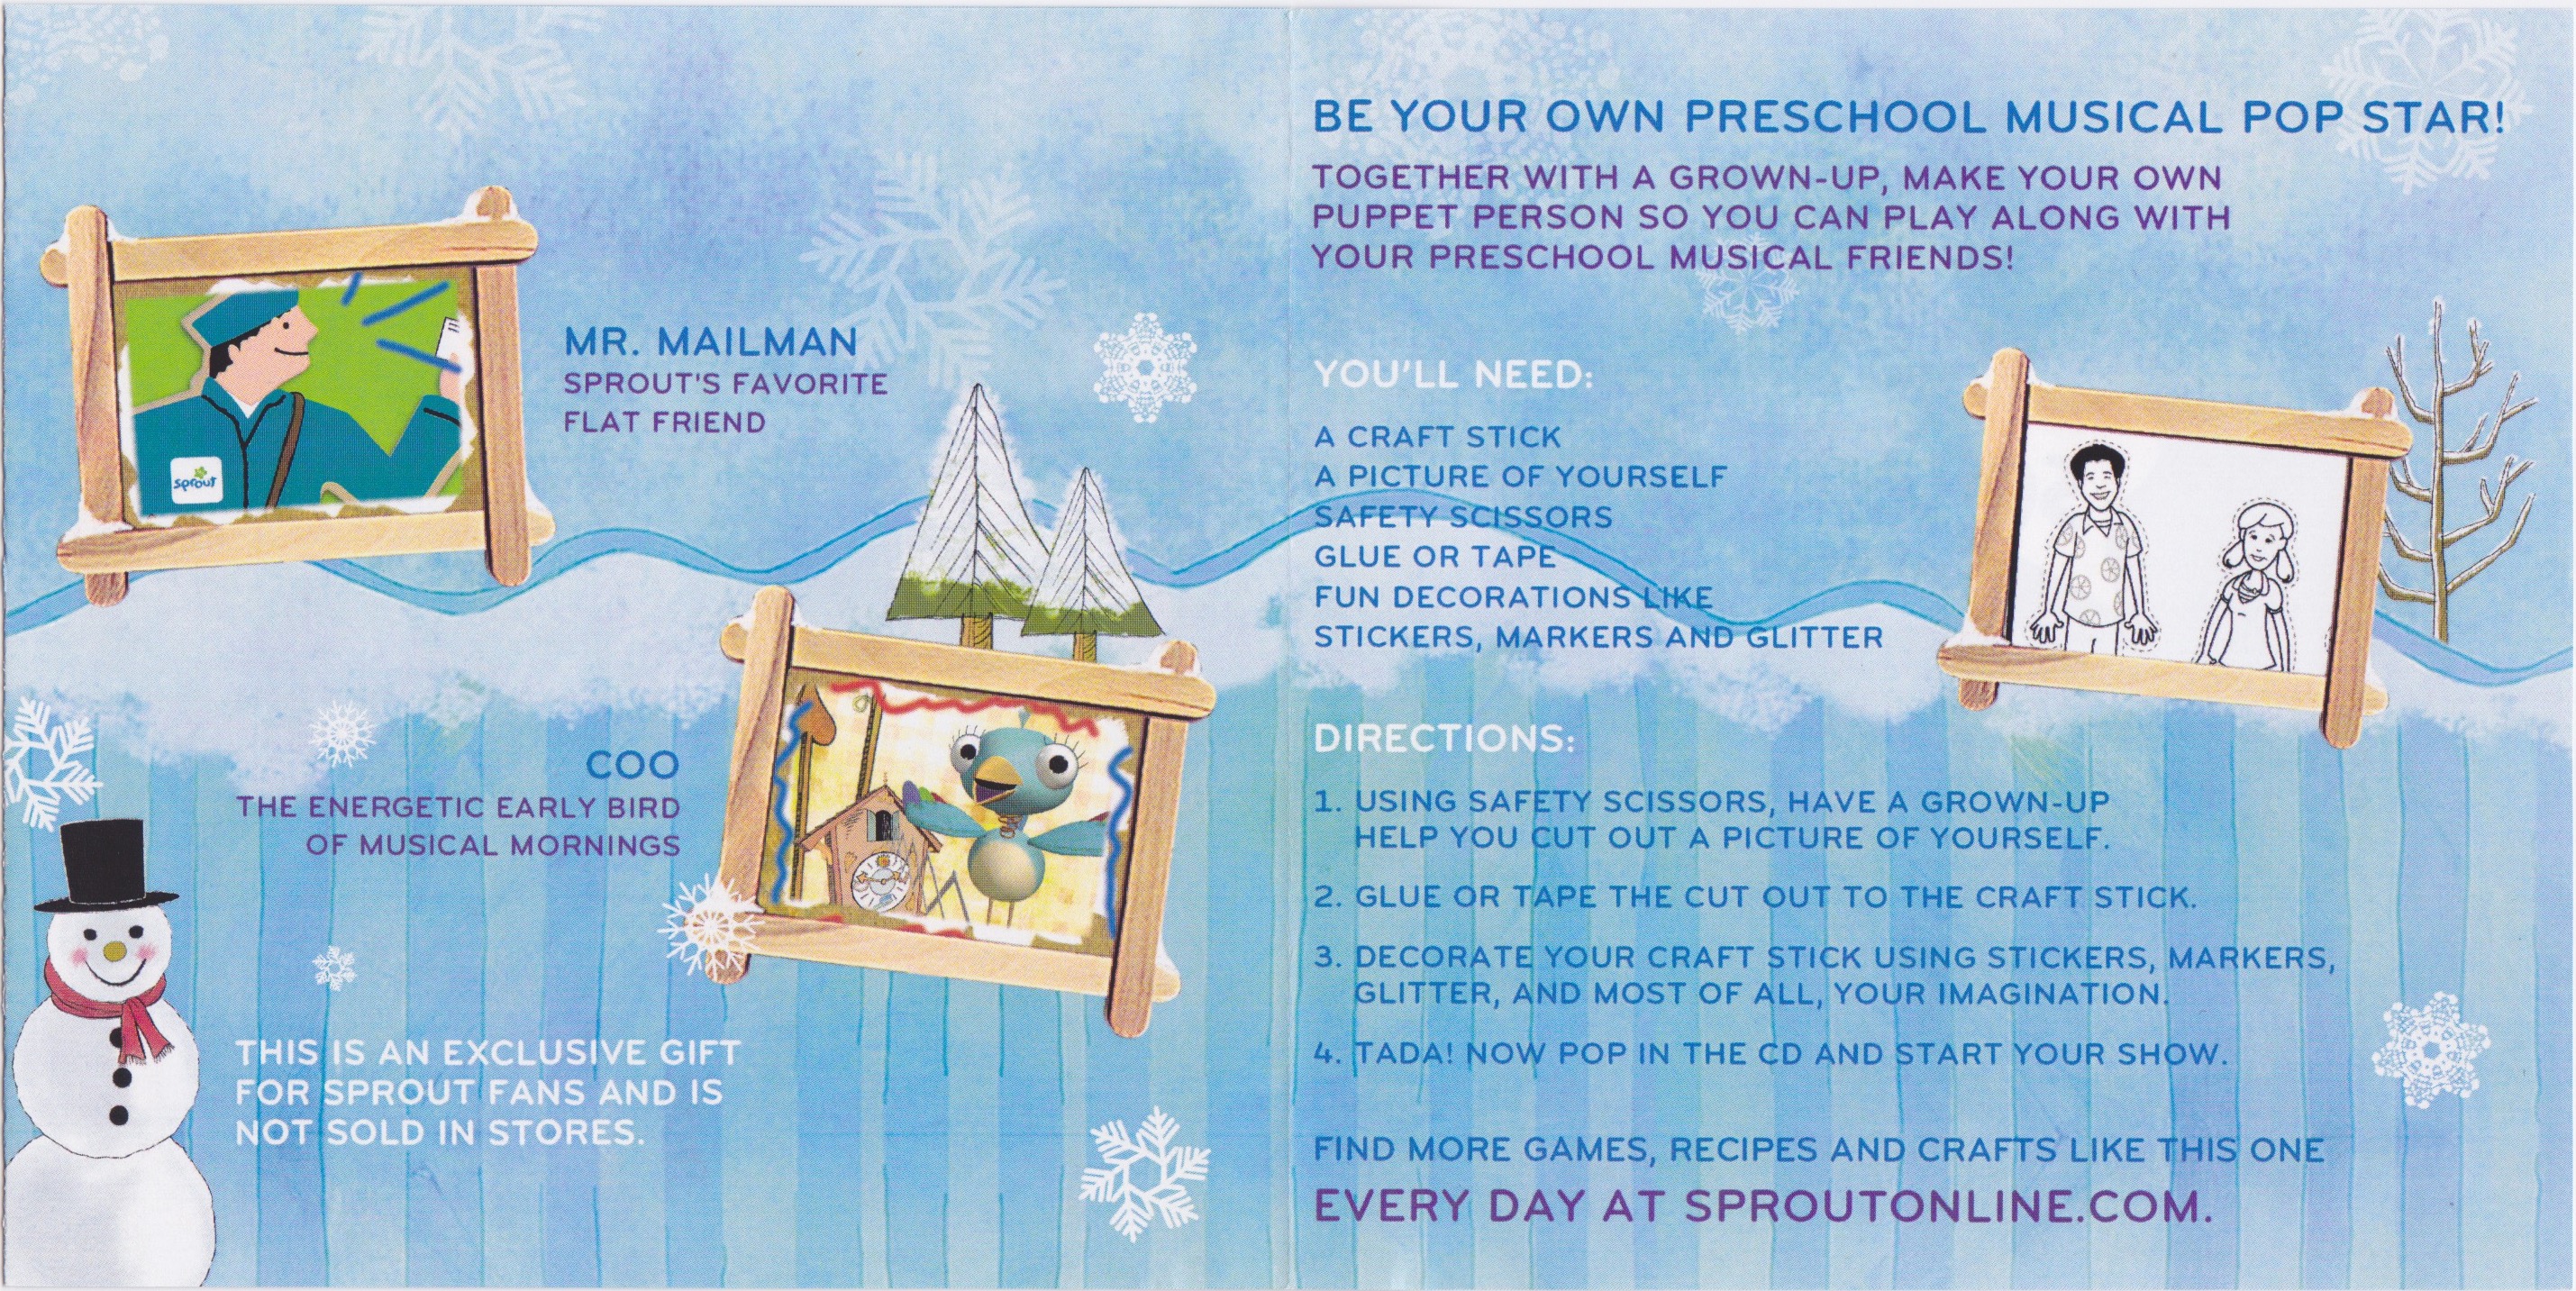 MR. MAILMAN
SPROUT'S FAVORITE
FLAT FRIEND
sprout
COO
THE ENERGETIC EARLY BIRD
OF MUSICAL MORNINGS
THIS IS AN EXCLUSIVE GIFT
FOR SPROUT FANS AND IS
NOT SOLD IN STORES.
BE YOUR OWN PRESCHOOL MUSICAL POP STAR!
TOGETHER WITH A GROWN-UP, MAKE YOUR OWN
PUPPET PERSON SO YOU CAN PLAY ALONG WITH
YOUR PRESCHOOL MUSICAL FRIENDS!
YOU'LL NEED:
A CRAFT STICK
A PICTURE OF YOURSELF
SAFETY SCISSORS
GLUE OR TAPE
FUN DECORATIONS LIKE
STICKERS, MARKERS AND GLITTER
DIRECTIONS:
1. USING SAFETY SCISSORS, HAVE A GROWN-UP
HELP YOU CUT OUT A PICTURE OF YOURSELF.
2. GLUE OR TAPE THE CUT OUT TO THE CRAFT STICK.
3. DECORATE YOUR CRAFT STICK USING STICKERS, MARKERS,
GLITTER, AND MOST OF ALL, YOUR IMAGINATION.
4. TADA! NOW POP IN THE CD AND START YOUR SHOW.
FIND MORE GAMES, RECIPES AND CRAFTS LIKE THIS ONE
EVERY DAY AT SPROUTONLINE.COM.